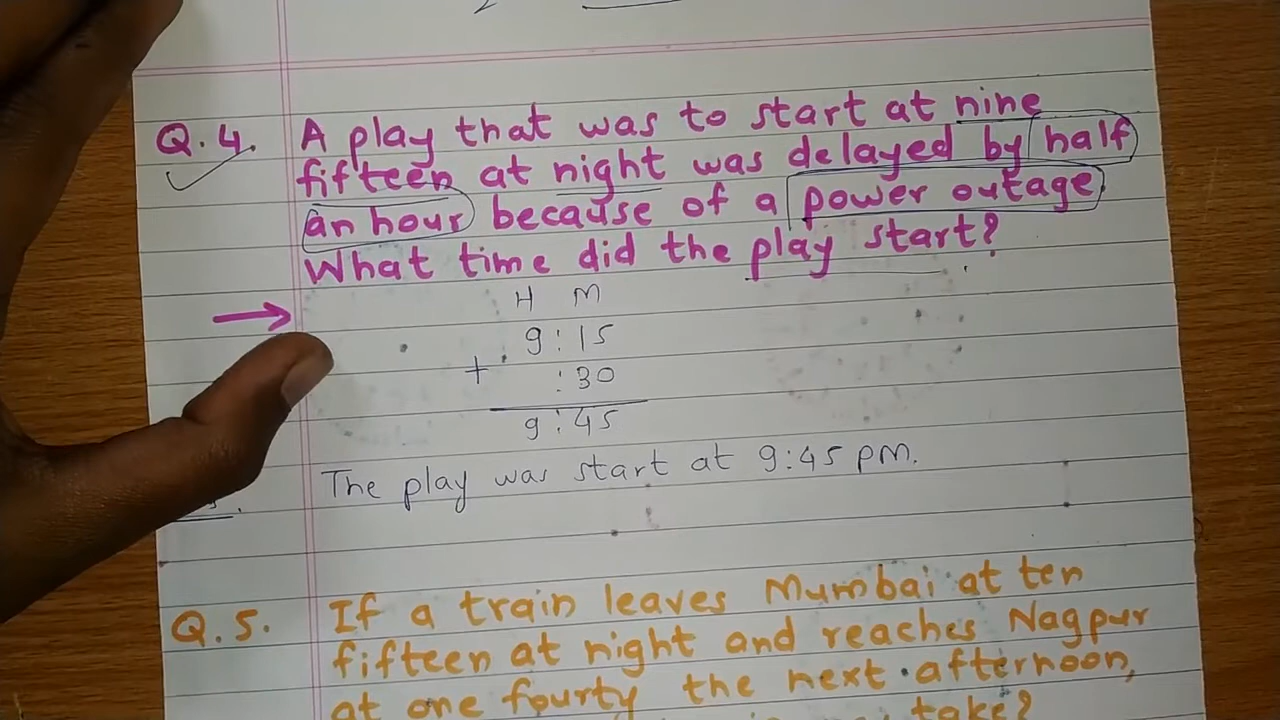 Q.4. A play that was to start at nine
fifteen at night was delayed by half
an hour because of a power outage
What time did the play start?
H M
9:15
+ :30
9:45
The play was start at 9:45 pm.
Q.5. If a train leaves Mumbai at ten
fifteen at night and reaches Nagpur
at one fourty the next afternoon,
take?